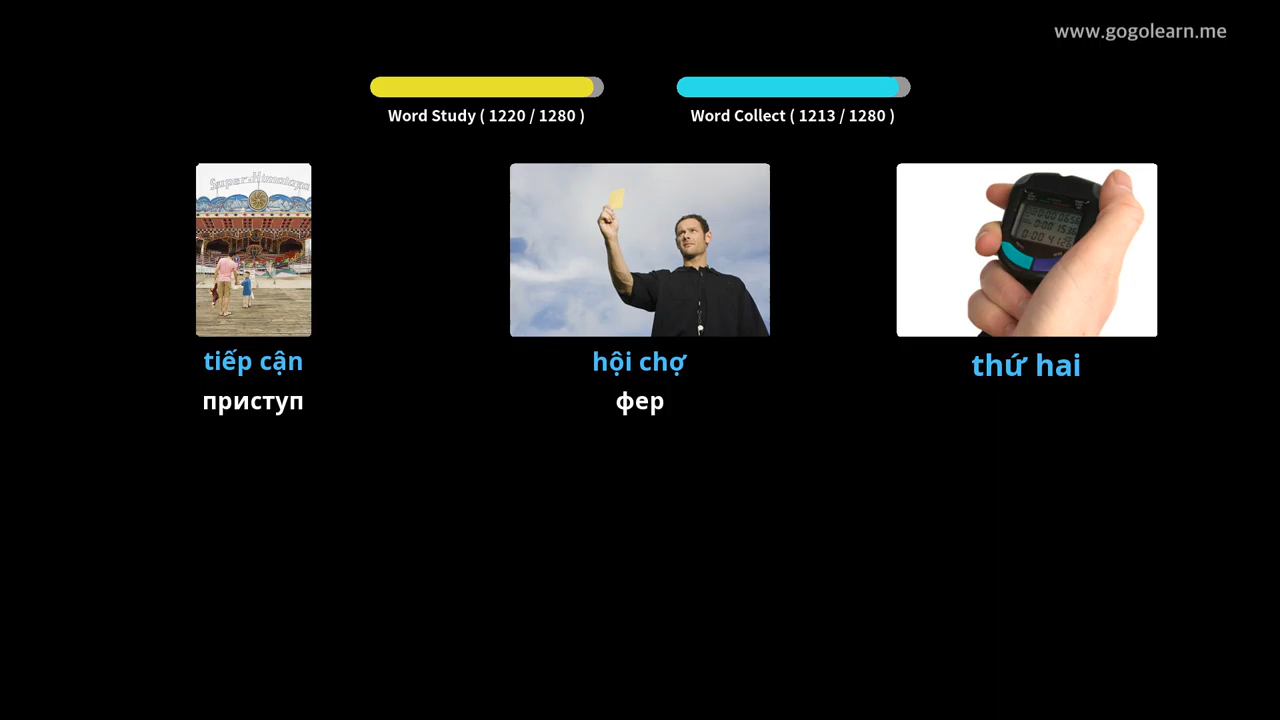 www.gogolearn.me
Word Study ( 1220 / 1280 )
Word Collect ( 1213 / 1280 )
tiếp cận
hội chợ
thứ hai
приступ
фер